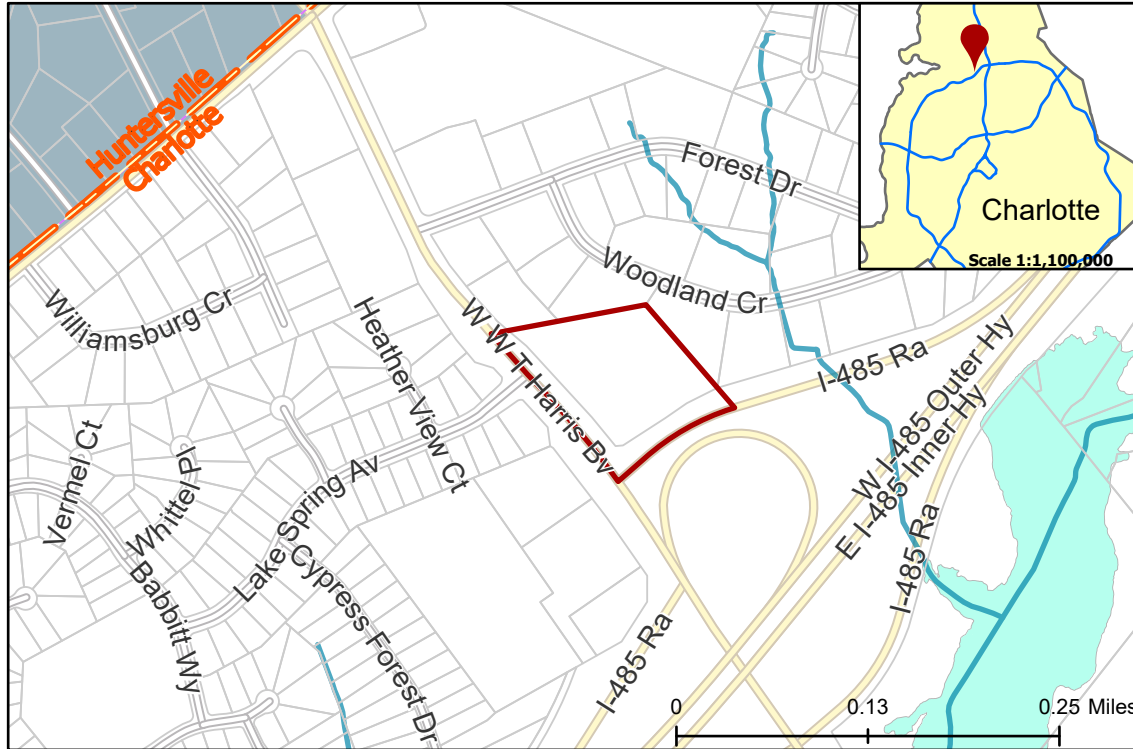 Huntersville
Charlotte
Forest Dr
Charlotte
Scale 1:1,100,000
Woodland Cr
Williamsburg Cr
Heather View Ct
W W T Harris Bv
I-485 Ra
W I-485 Outer Hy
E I-485 Inner Hy
I-485 Ra
Vermel Ct
Whittel Pl
Lake Spring Av
Babbitt Wy
Cypress Forest Dr
I-485 Ra
0 0.13 0.25 Miles